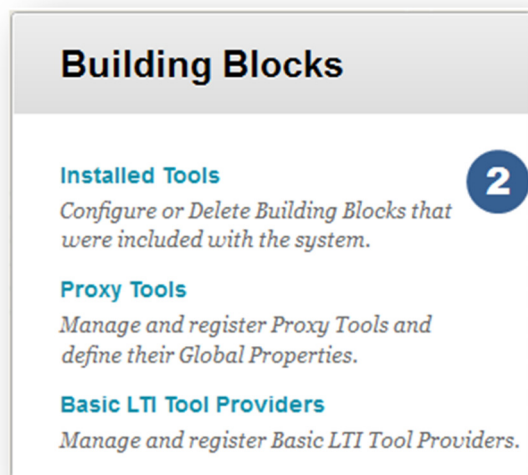 Building Blocks
Installed Tools
2
Configure or Delete Building Blocks that
were included with the system.
Proxy Tools
Manage and register Proxy Tools and
define their Global Properties.
Basic LTI Tool Providers
Manage and register Basic LTI Tool Providers.